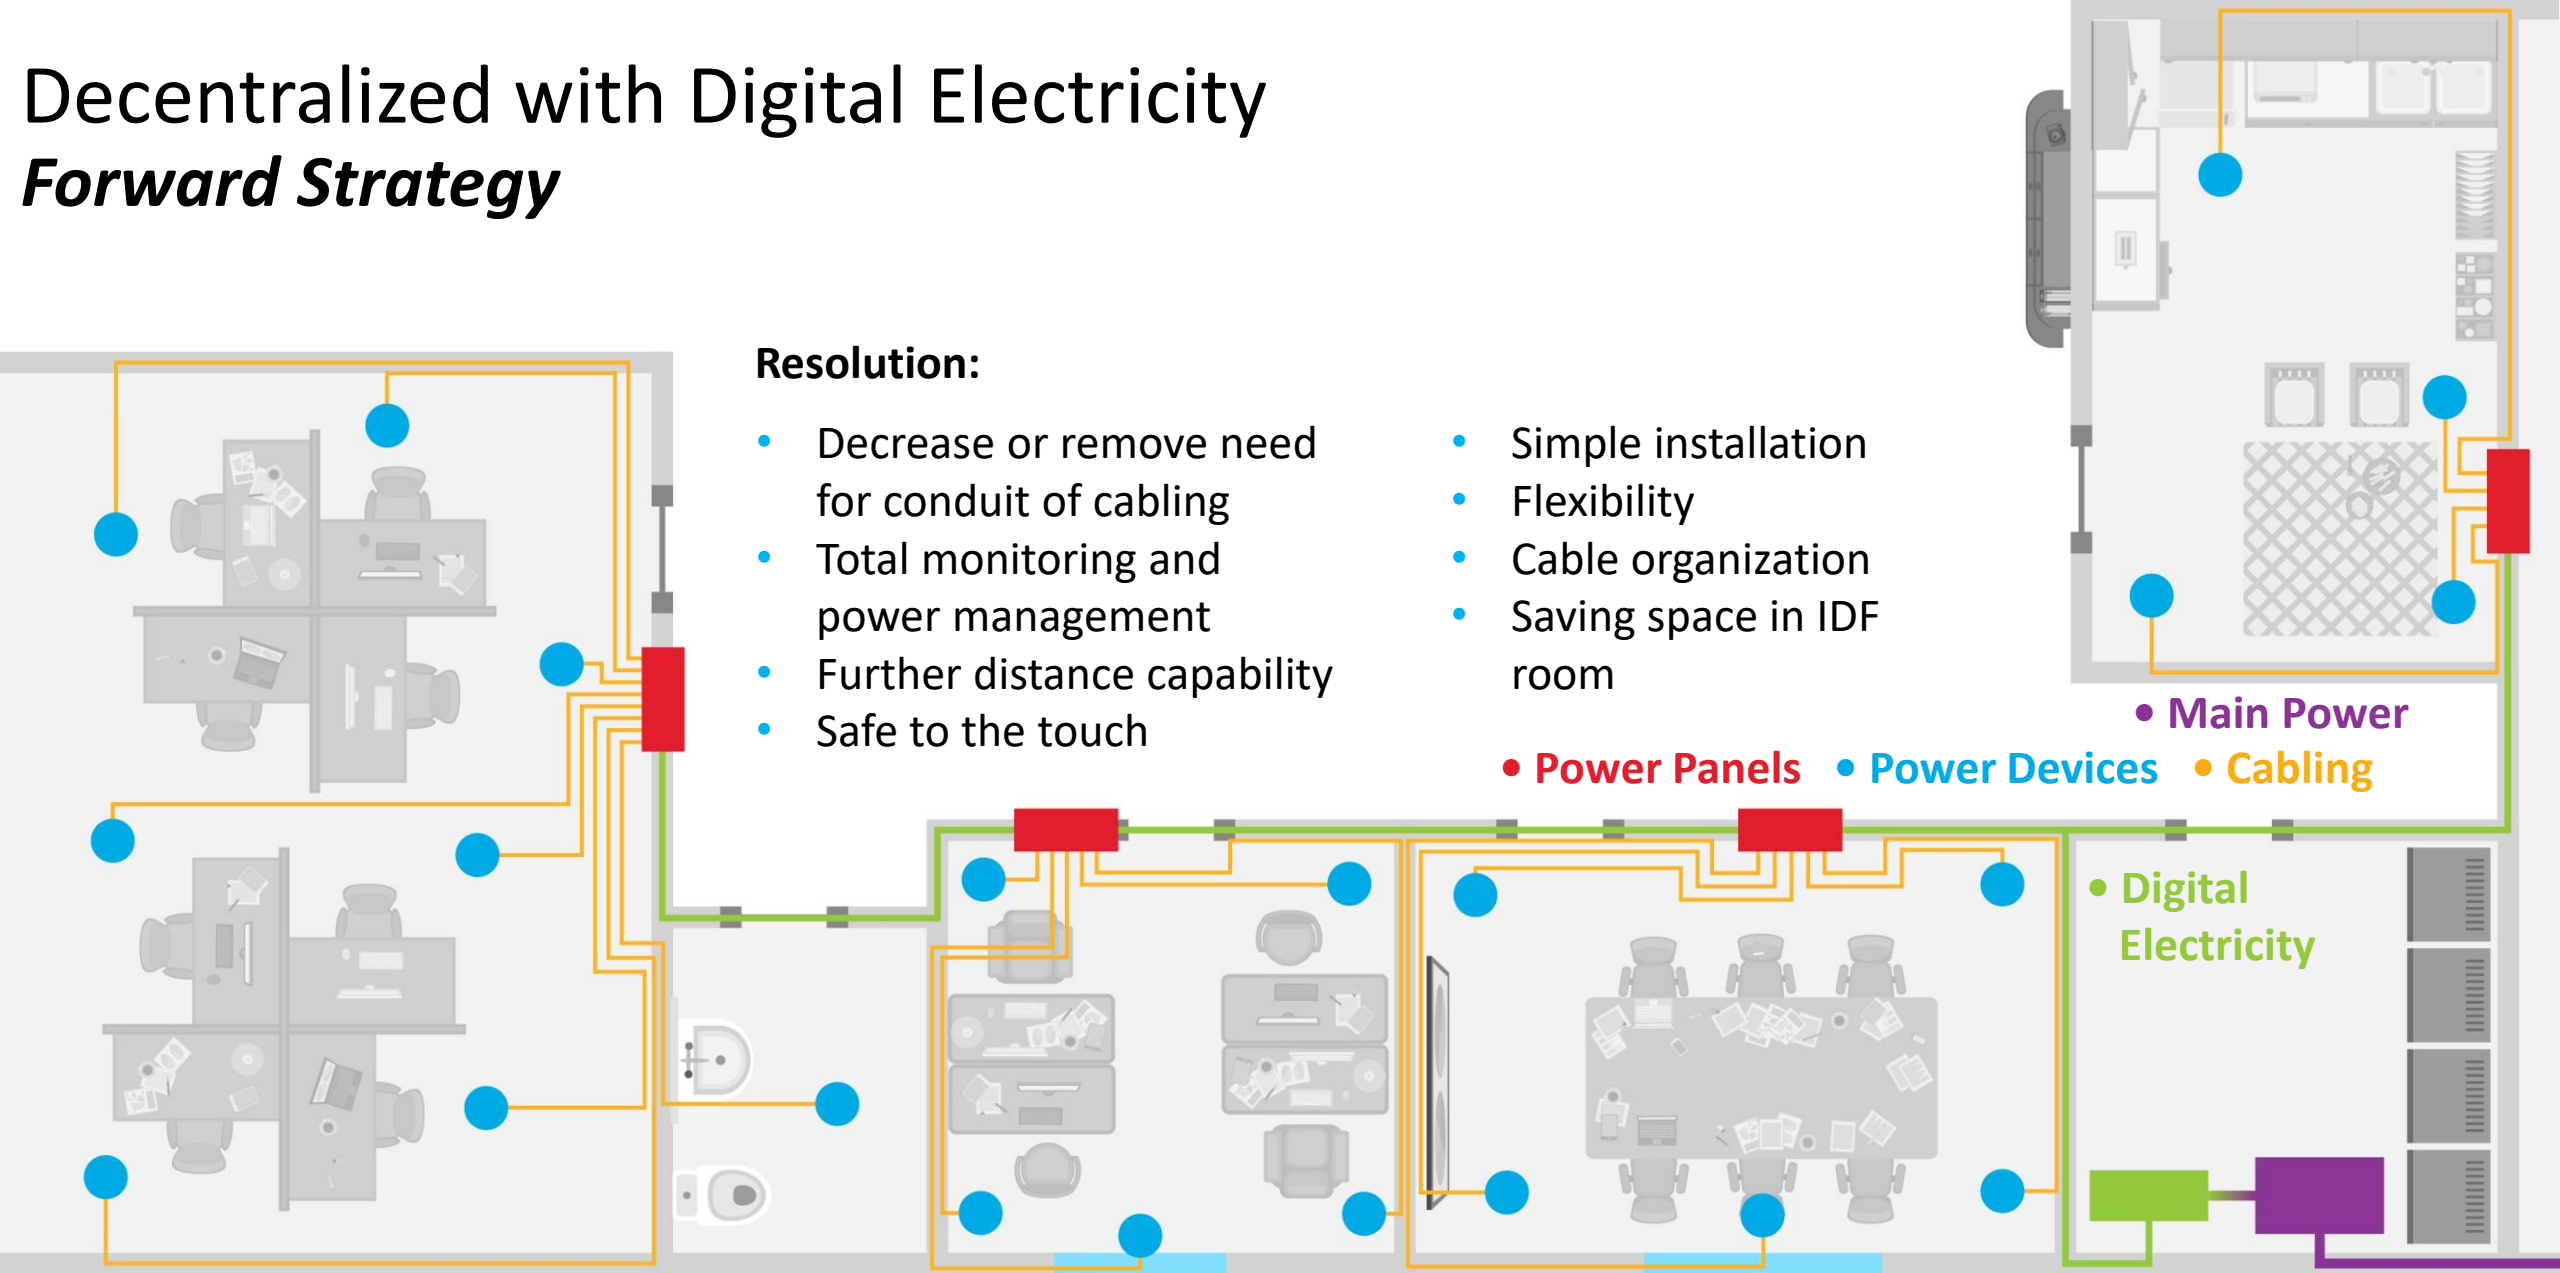 Decentralized with Digital Electricity
Forward Strategy
Resolution:
• Decrease or remove need
for conduit of cabling
• Total monitoring and
power management
• Further distance capability
• Safe to the touch
• Simple installation
• Flexibility
• Cable organization
• Saving space in IDF
room
• Main Power
• Power Panels • Power Devices • Cabling
• Digital
Electricity